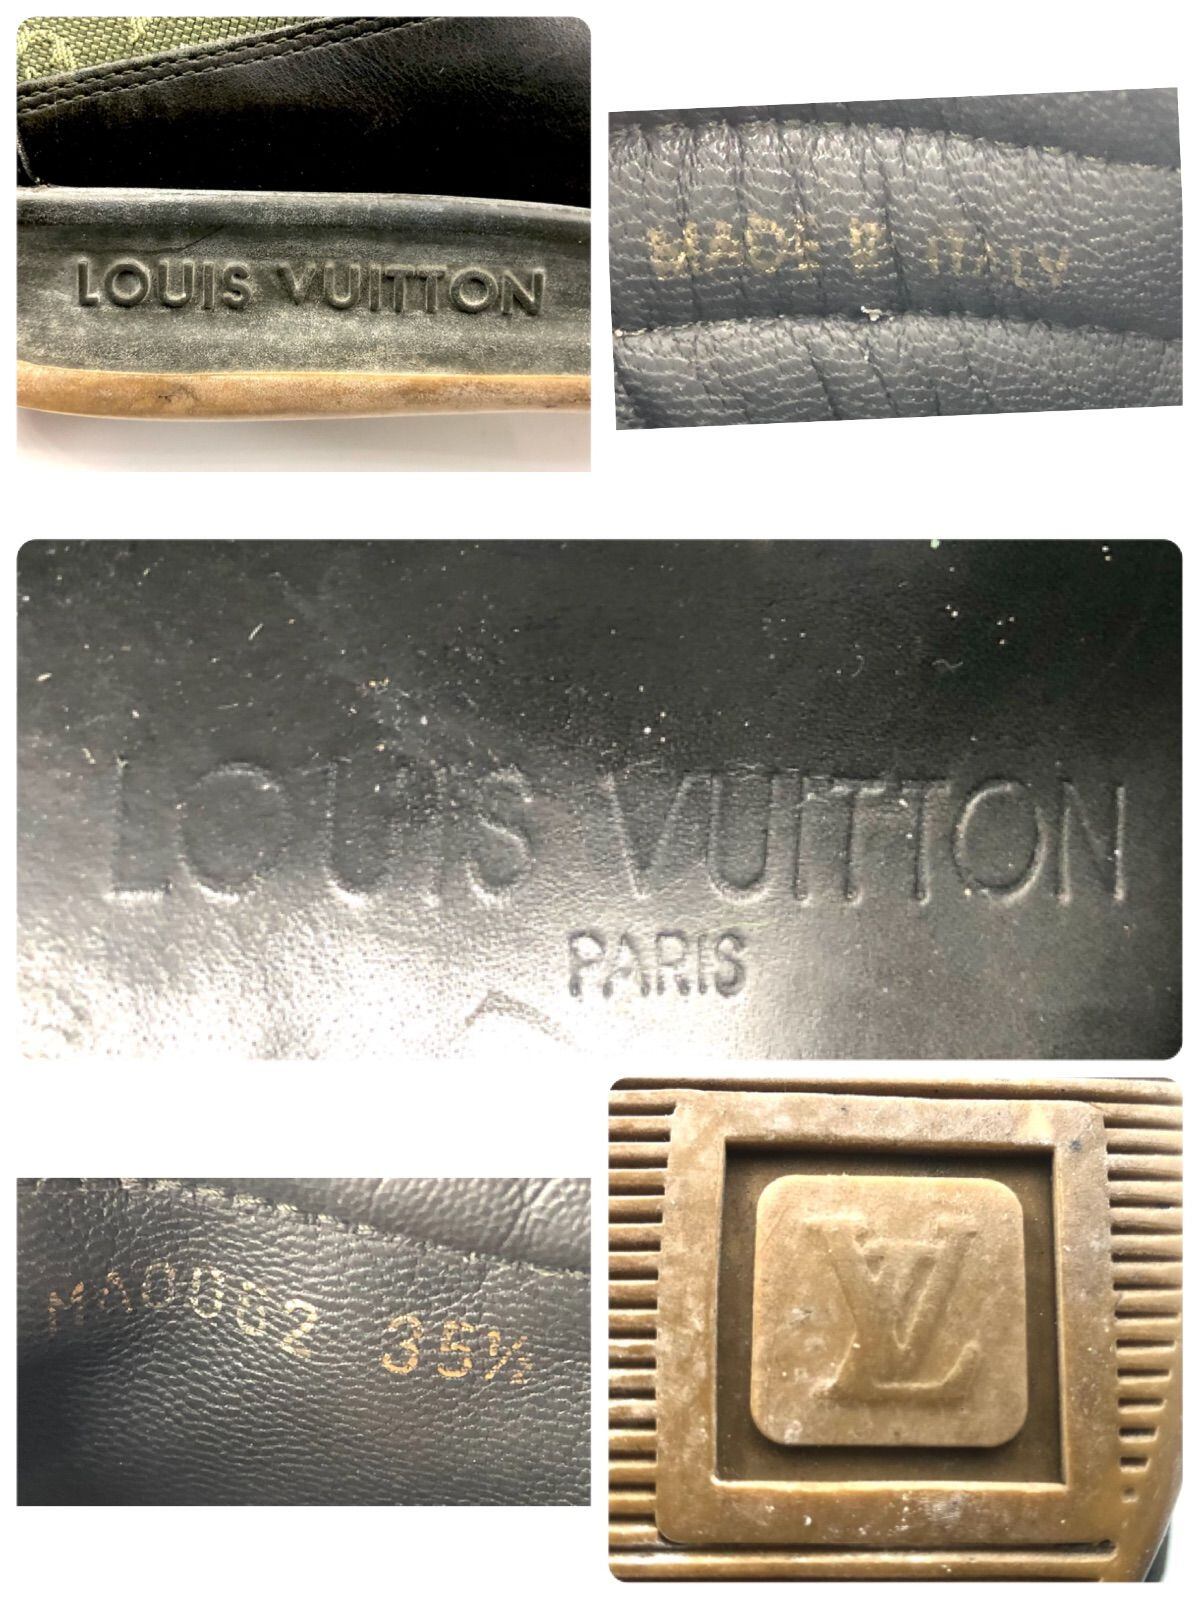 LOUIS VUITTON
MADE IN ITALY
LOUIS VUITTON
PARIS
MA0062 35½
LV